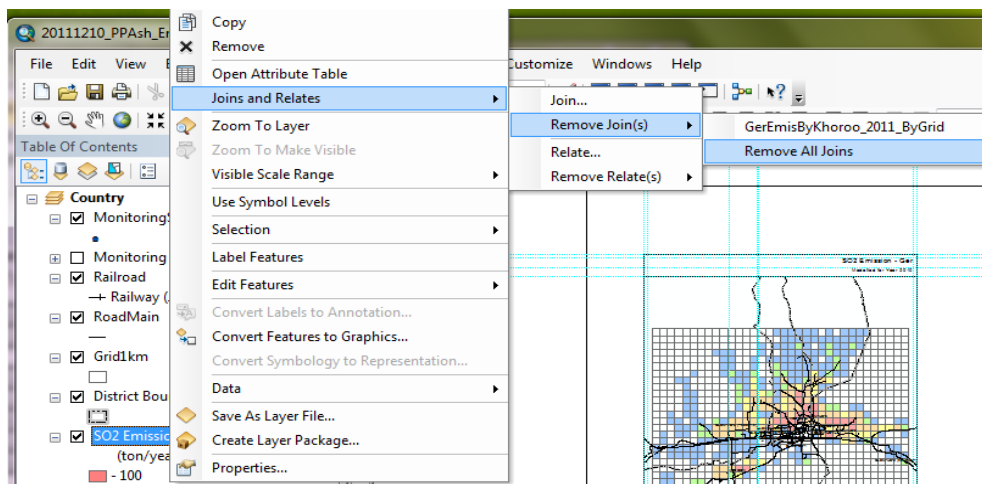 20111210_PPAsh_Er
File Edit View Customize Windows Help
Table Of Contents
Country
Monitoring
Monitoring
Railroad
Railway (
RoadMain
Grid1km
District Bou
SO2 Emissic
(ton/yea
- 100
Copy
Remove
Open Attribute Table
Joins and Relates
Zoom To Layer
Zoom To Make Visible
Visible Scale Range
Use Symbol Levels
Selection
Label Features
Edit Features
Convert Labels to Annotation...
Convert Features to Graphics...
Convert Symbology to Representation...
Data
Save As Layer File...
Create Layer Package...
Properties...
Join...
Remove Join(s)
Relate...
Remove Relate(s)
GerEmisByKhoroo_2011_ByGrid
Remove All Joins
SO2 Emission - Ger